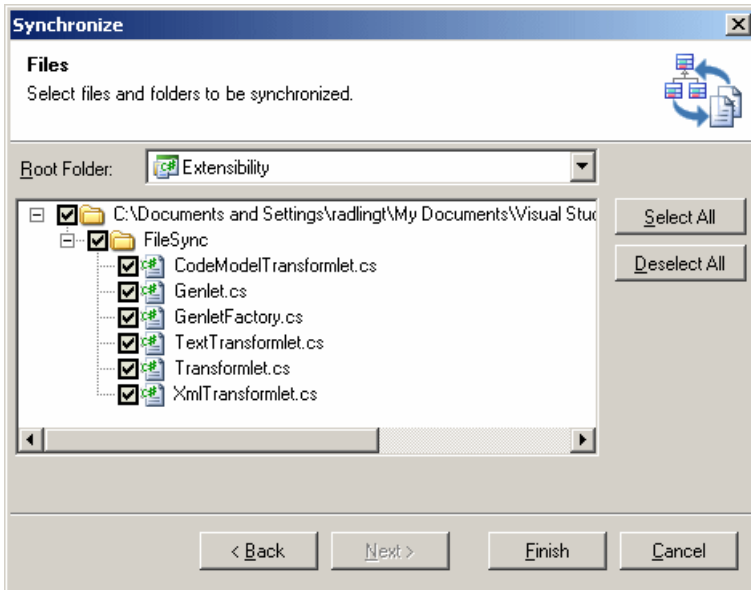 Synchronize
Files
Select files and folders to be synchronized.
Root Folder: Extensibility
C:\Documents and Settings\radlingt\My Documents\Visual Stud
FileSync
CodeModelTransformlet.cs
Genlet.cs
GenletFactory.cs
TextTransformlet.cs
Transformlet.cs
XmlTransformlet.cs
Select All
Deselect All
< Back Next > Finish Cancel